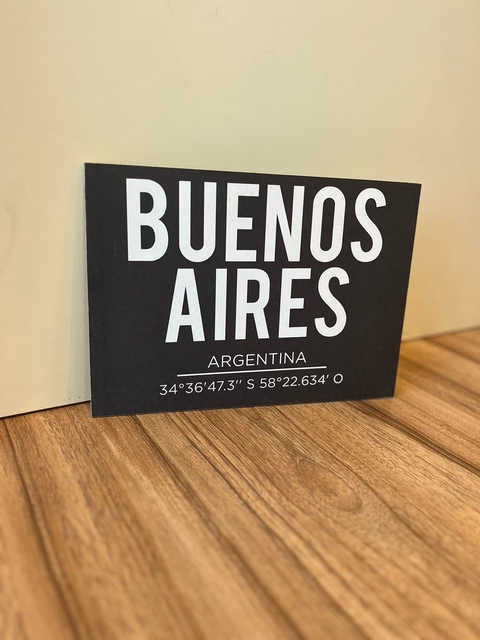 BUENOS
AIRES
ARGENTINA
34°36'47.3'' S 58°22.634' O